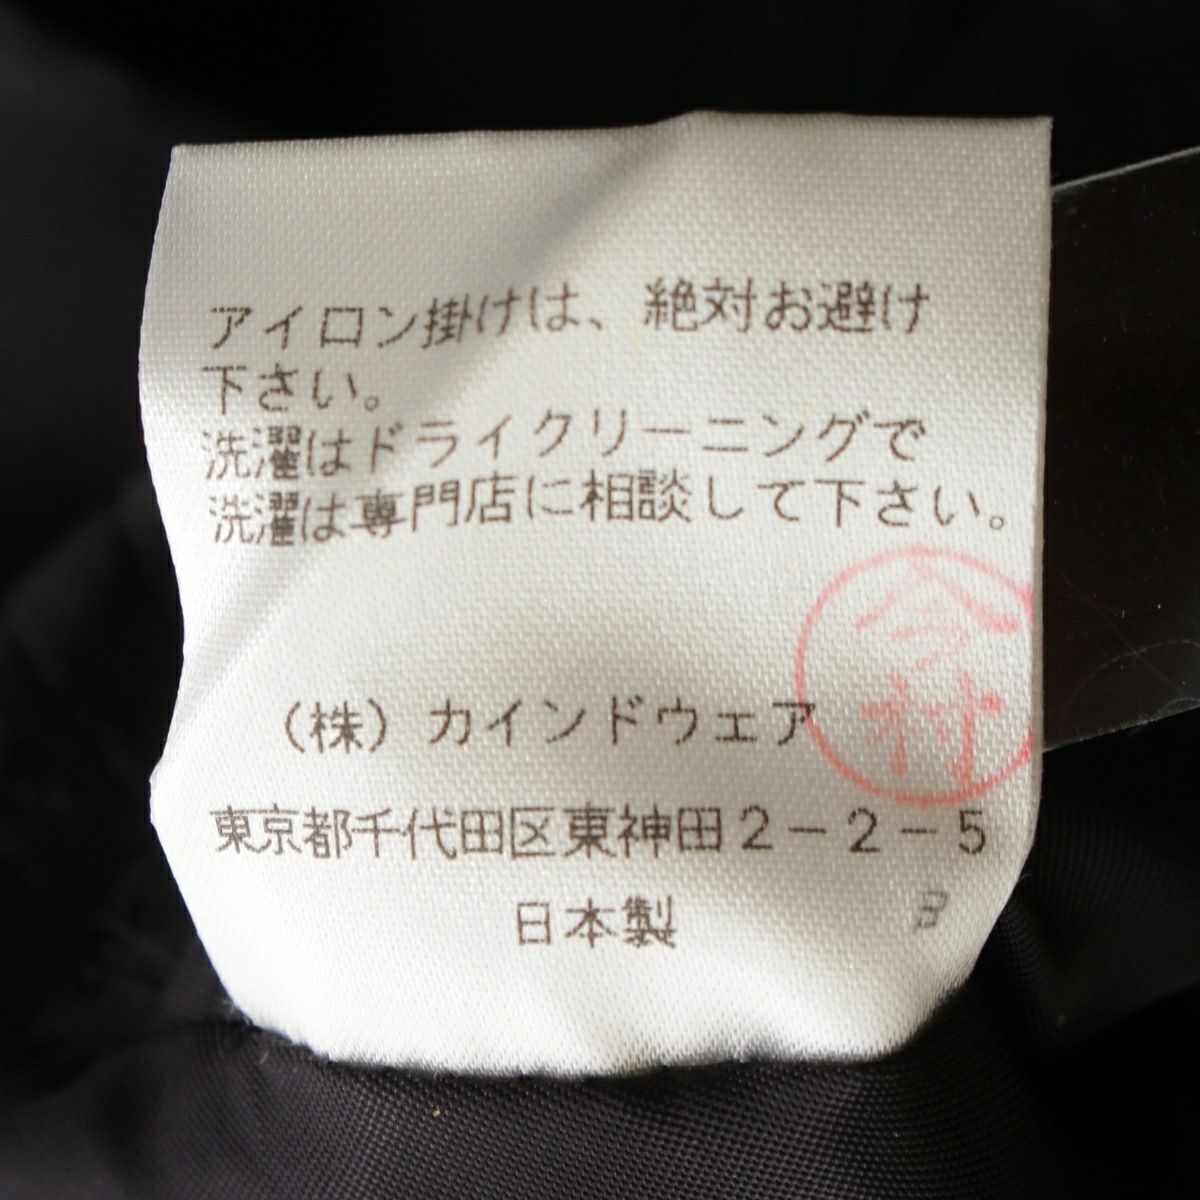 アイロン掛けは、絶対お避け
下さい。
洗濯はドライクリーニングで
洗濯は専門店に相談して下さい。
今村
(株) カインドウェア
東京都千代田区東神田2-2-5
日本製